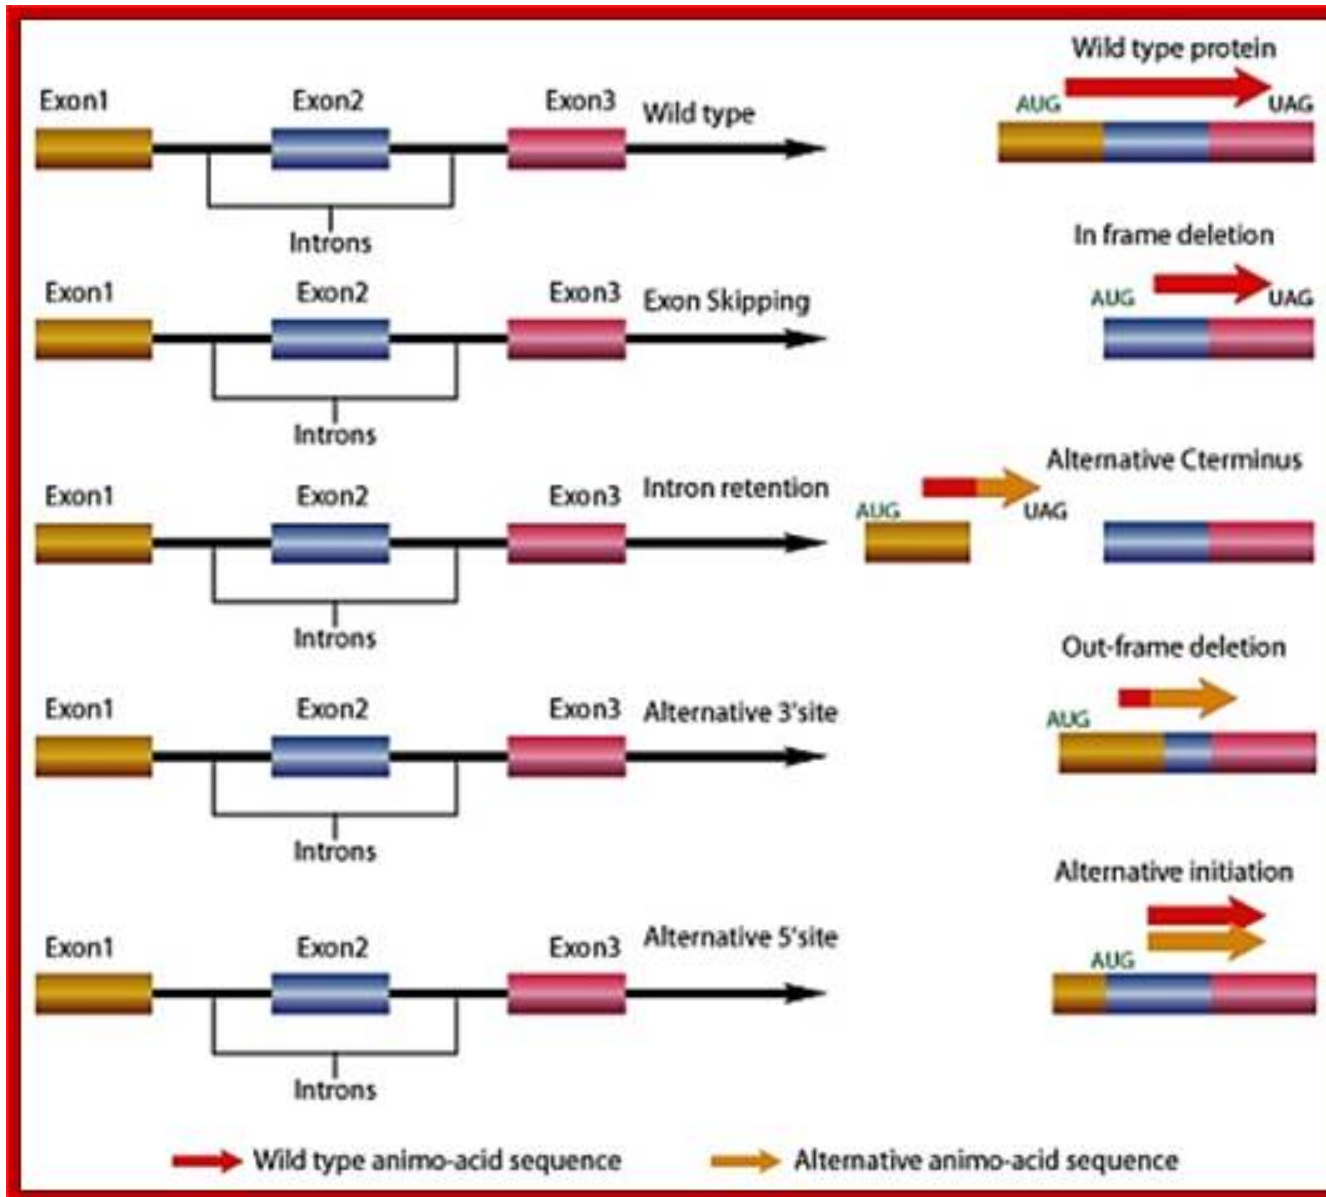 Wild type protein
Exon1 Exon2 Exon3 Wild type AUG UAG
Introns
In frame deletion
Exon1 Exon2 Exon3 Exon Skipping AUG UAG
Introns
Alternative Cterminus
Exon1 Exon2 Exon3 Intron retention AUG UAG
Introns
Out-frame deletion
Exon1 Exon2 Exon3 Alternative 3'site AUG
Introns
Alternative initiation
Exon1 Exon2 Exon3 Alternative 5'site AUG
Introns
Wild type animo-acid sequence Alternative animo-acid sequence